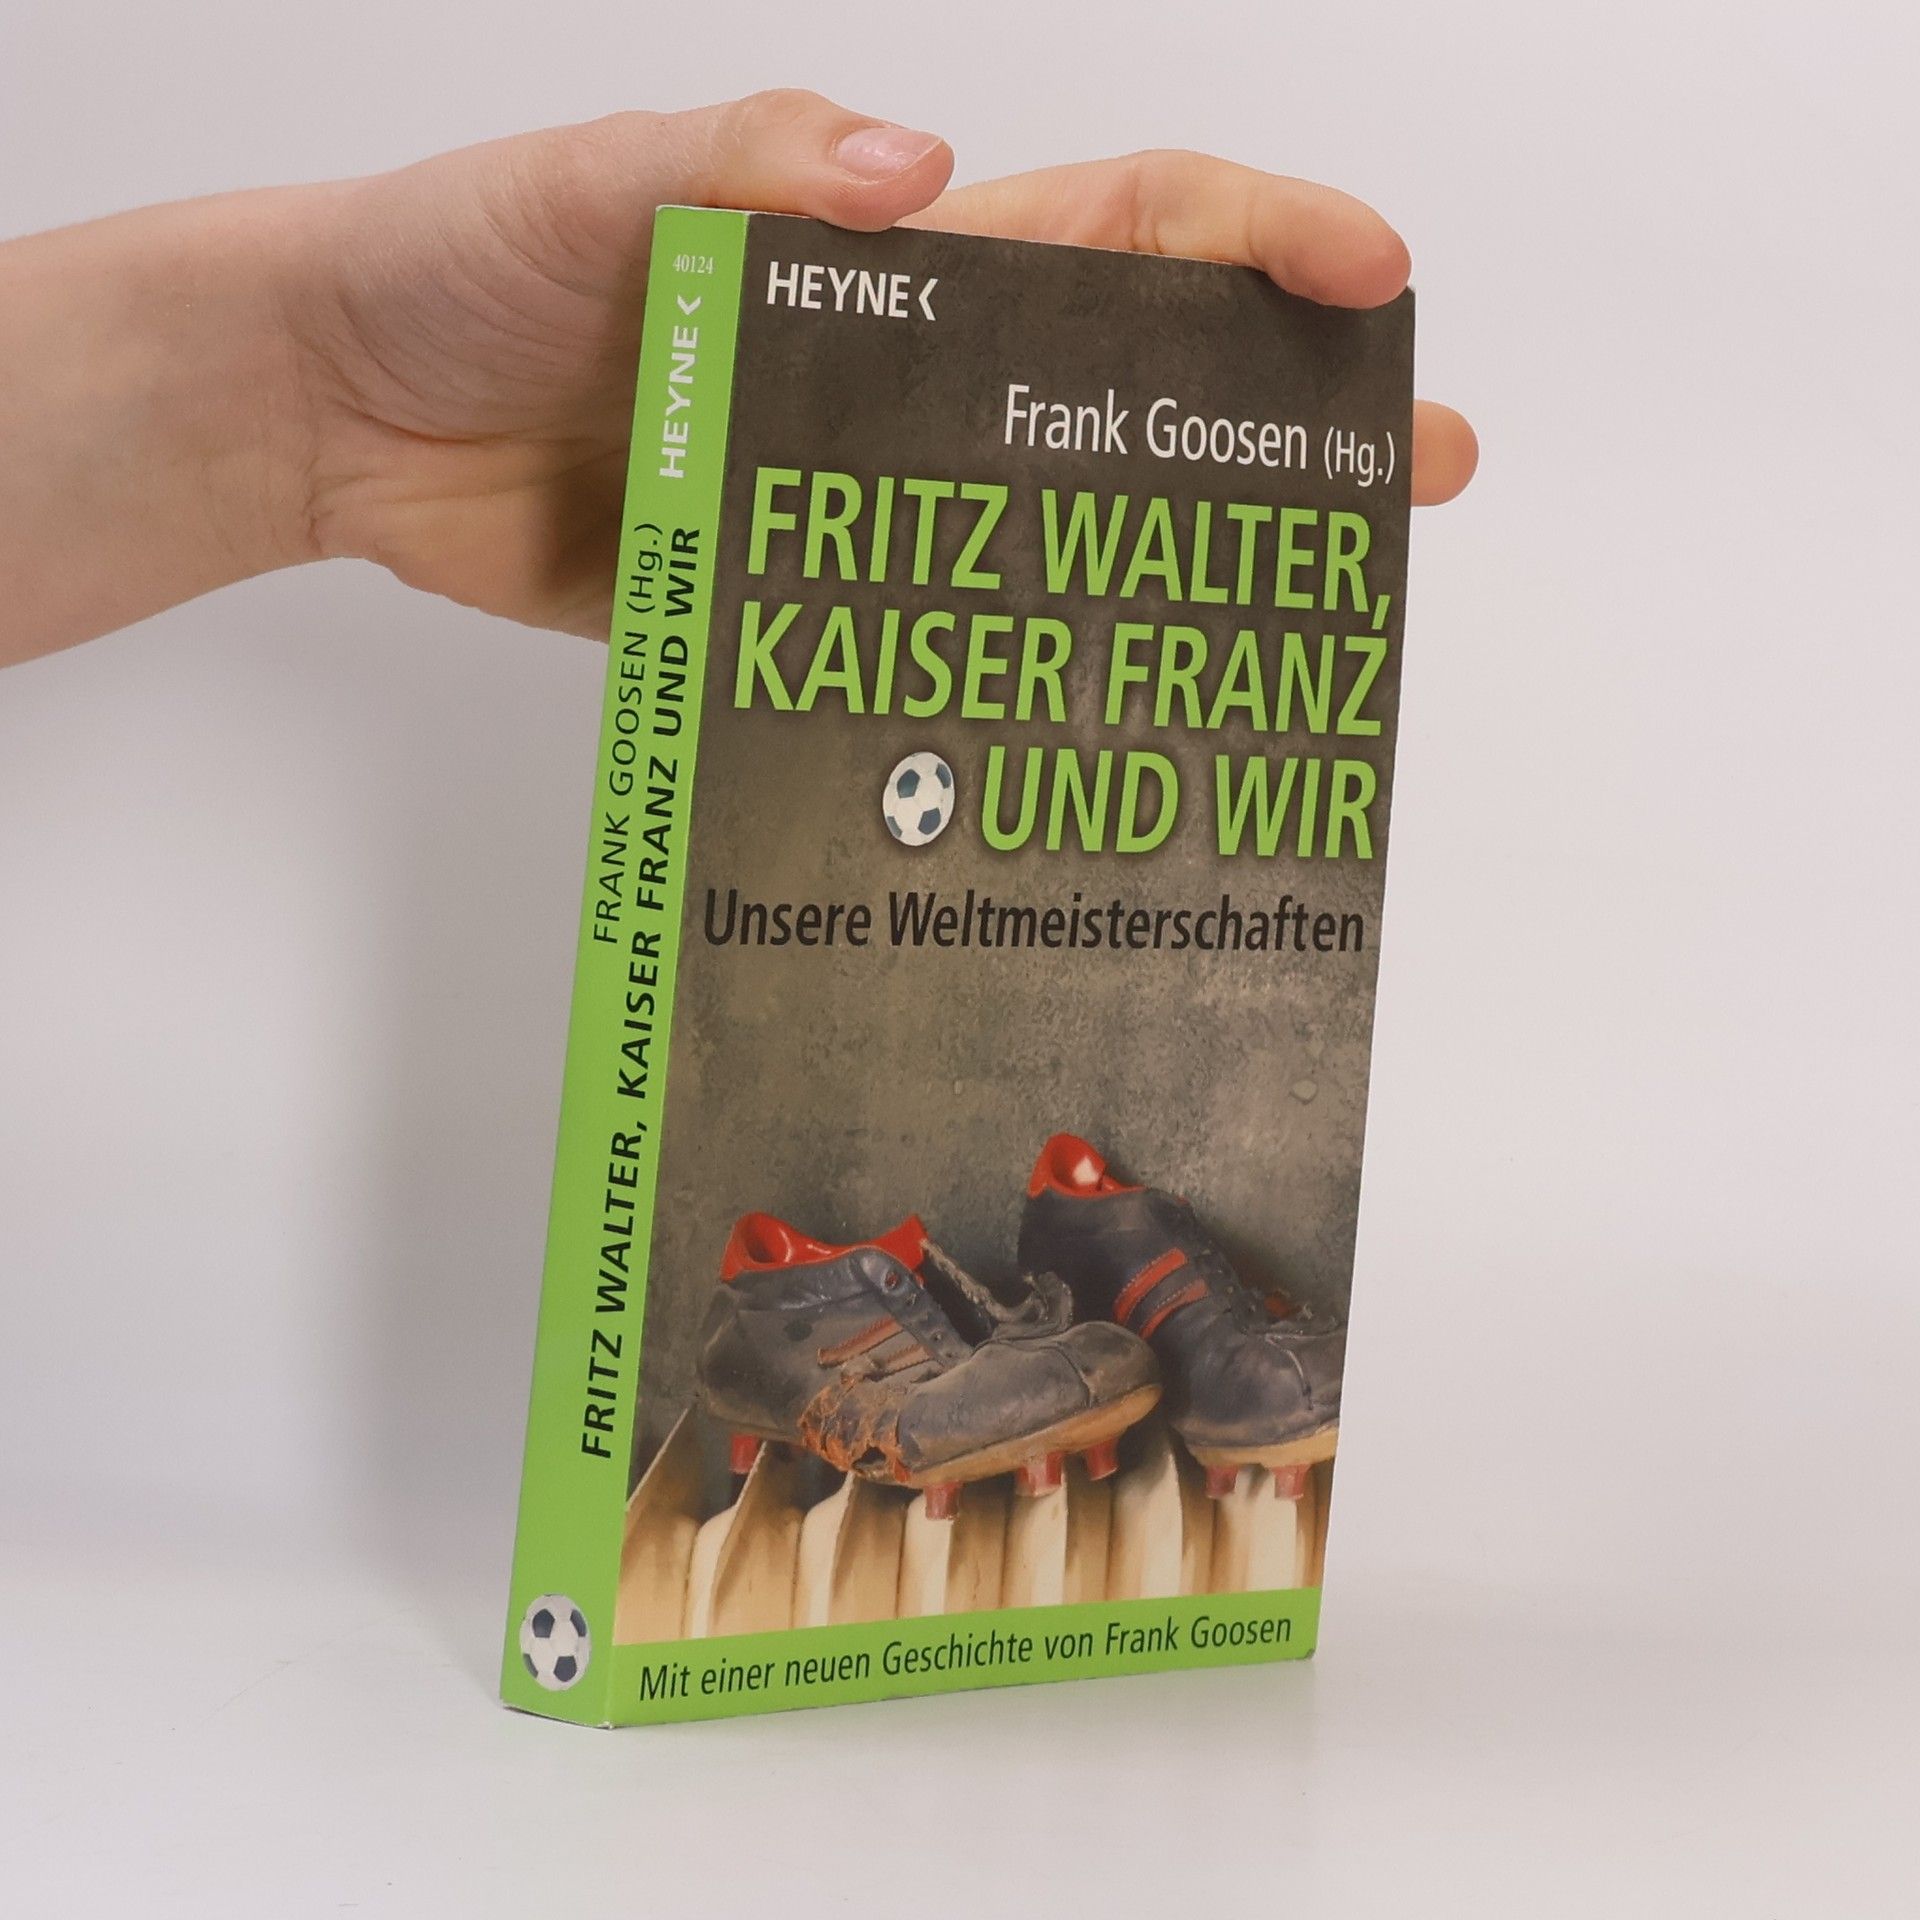 40124
HEYNE
FRANK GOOSEN (Hg.)
FRITZ WALTER, KAISER FRANZ UND WIR
HEYNE
Frank Goosen (Hg.)
FRITZ WALTER,
KAISER FRANZ
UND WIR
Unsere Weltmeisterschaften
Mit einer neuen Geschichte von Frank Goosen